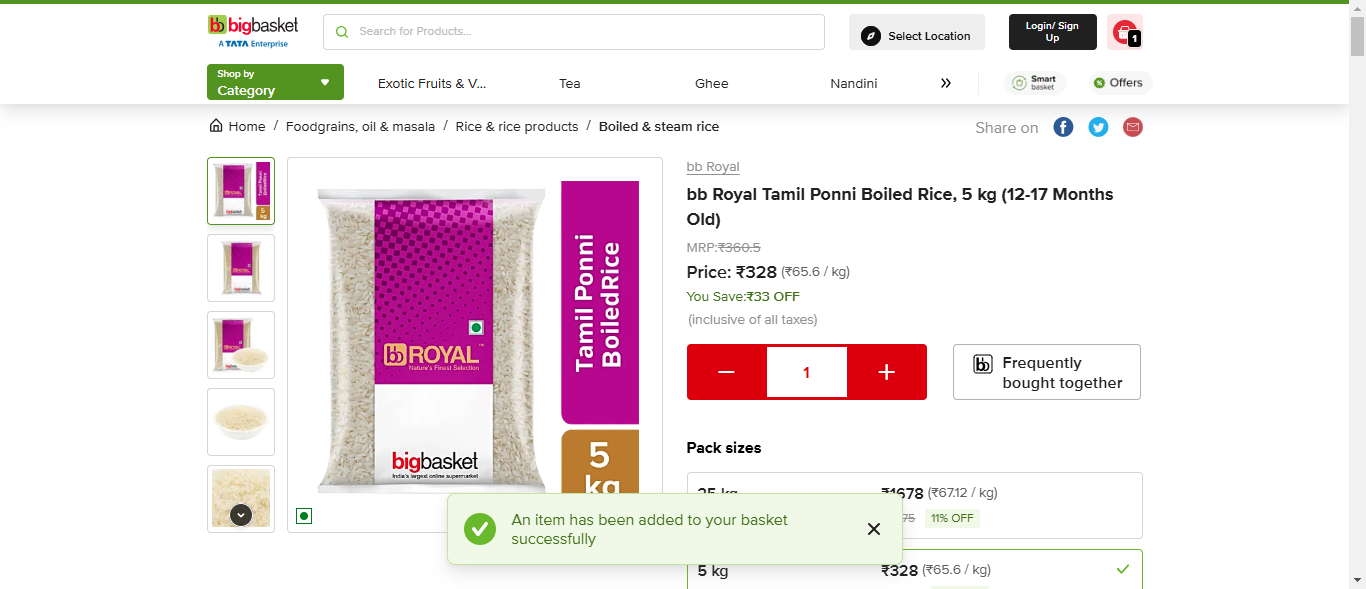 bb bigbasket
A TATA Enterprise
Search for Products...
Select Location
Login/ Sign
Up
1
Shop by
Category
Exotic Fruits & V...
Tea
Ghee
Nandini
Smart
basket
Offers
Home / Foodgrains, oil & masala / Rice & rice products / Boiled & steam rice
Share on
bb Royal
bb Royal Tamil Ponni Boiled Rice, 5 kg (12-17 Months
Old)
MRP:₹360.5
Price: ₹328 (₹65.6 / kg)
You Save:₹33 OFF
(inclusive of all taxes)
1
Frequently
bought together
Tamil Ponni
BoiledRice
bb ROYAL™
Nature's Finest Selection
bigbasket
India's largest online supermarket
5
kg
Pack sizes
₹1678 (₹67.12 / kg)
11% OFF
An item has been added to your basket
successfully
5 kg
₹328 (₹65.6 / kg)